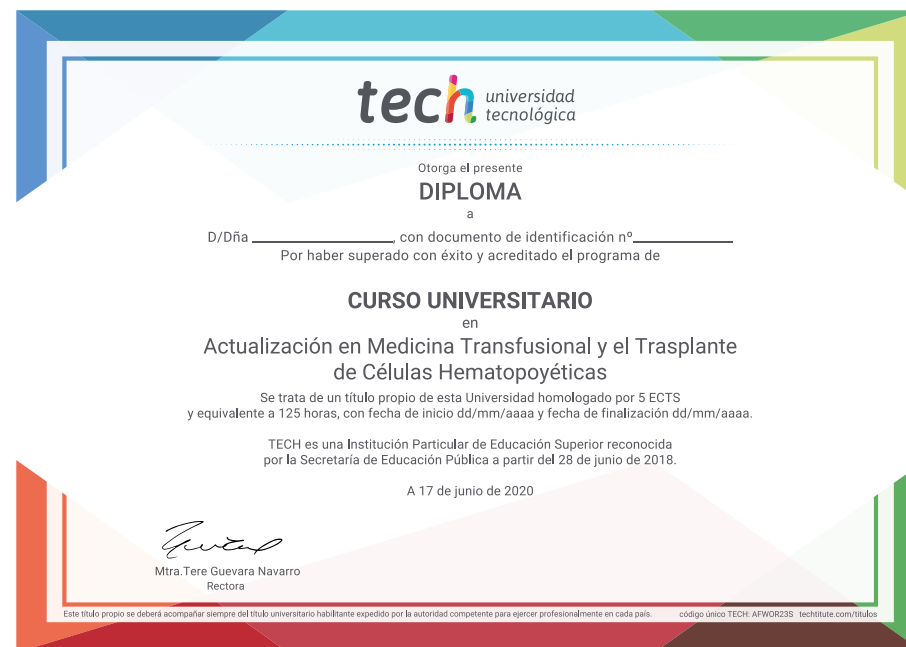 tech universidad
tecnológica
Otorga el presente
DIPLOMA
a
D/Dña ____________________, con documento de identificación nº______________
Por haber superado con éxito y acreditado el programa de
CURSO UNIVERSITARIO
en
Actualización en Medicina Transfusional y el Trasplante
de Células Hematopoyéticas
Se trata de un título propio de esta Universidad homologado por 5 ECTS
y equivalente a 125 horas, con fecha de inicio dd/mm/aaaa y fecha de finalización dd/mm/aaaa.
TECH es una Institución Particular de Educación Superior reconocida
por la Secretaría de Educación Pública a partir del 28 de junio de 2018.
A 17 de junio de 2020
Mtra.Tere Guevara Navarro
Rectora
Este título propio se deberá acompañar siempre del título universitario habilitante expedido por la autoridad competente para ejercer profesionalmente en cada país. código único TECH: AFWOR23S techtitute.com/títulos